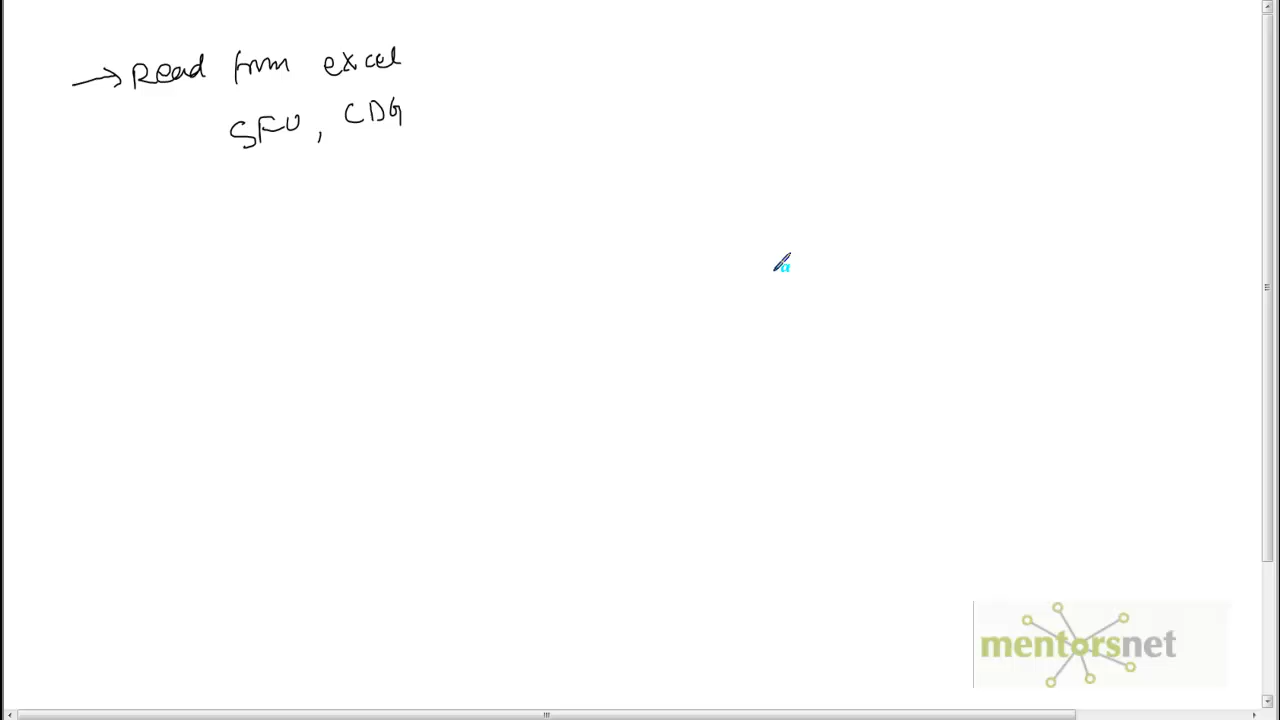 → Read from excel
SFO, CDG
mentorsnet